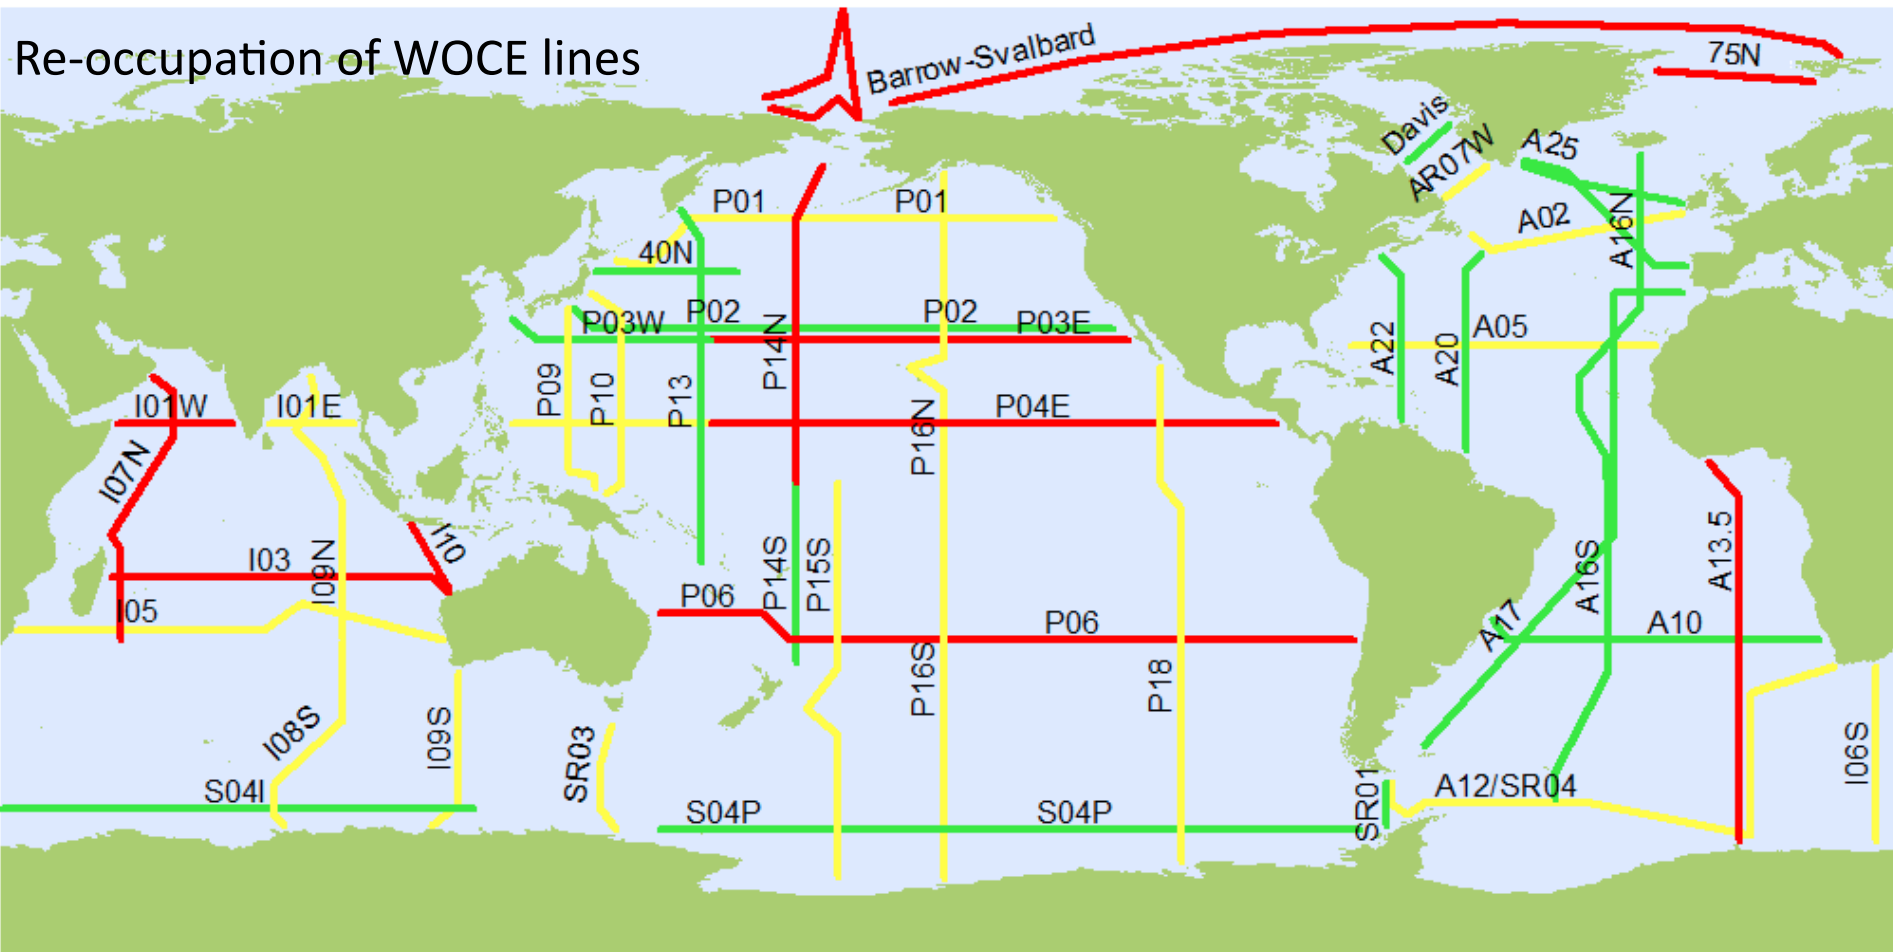 Re-occupation of WOCE lines
Barrow-Svalbard
75N
Davis
AR07W
A25
P01
P01
A02
A16N
40N
P03W
P02
P02
P03E
A05
P14N
A22
A20
P09
P10
P13
I01W
I01E
P04E
P16N
I07N
I10
I03
I09N
A13.5
P14S
P15S
A16S
I05
P06
P06
A17
A10
P16S
P18
I08S
I09S
SR03
I06S
S04I
S04P
S04P
SR01
A12/SR04